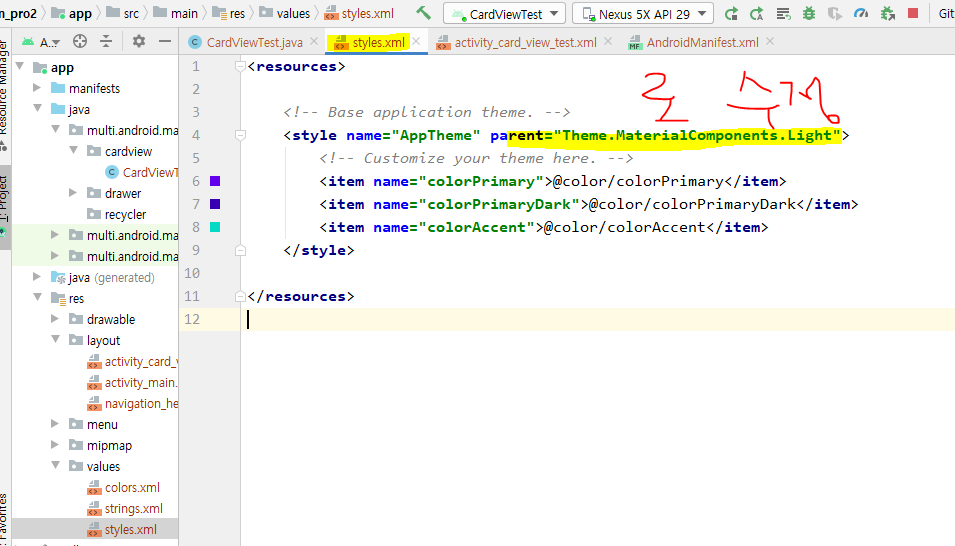 m_pro2 app src main res values styles.xml CardViewTest Nexus 5X API 29 Git
A.. CardViewTest.java styles.xml activity_card_view_test.xml AndroidManifest.xml
Resource Manager
1: Project
Favorites
app
manifests
java
multi.android.ma
cardview
CardViewT
drawer
recycler
multi.android.ma
multi.android.ma
java (generated)
res
drawable
layout
activity_card_v
activity_main.
navigation_he
menu
mipmap
values
colors.xml
strings.xml
styles.xml
로 수정
1 <resources>
2
3 <!-- Base application theme. -->
4 <style name="AppTheme" parent="Theme.MaterialComponents.Light">
5 <!-- Customize your theme here. -->
6 <item name="colorPrimary">@color/colorPrimary</item>
7 <item name="colorPrimaryDark">@color/colorPrimaryDark</item>
8 <item name="colorAccent">@color/colorAccent</item>
9 </style>
10
11 </resources>
12